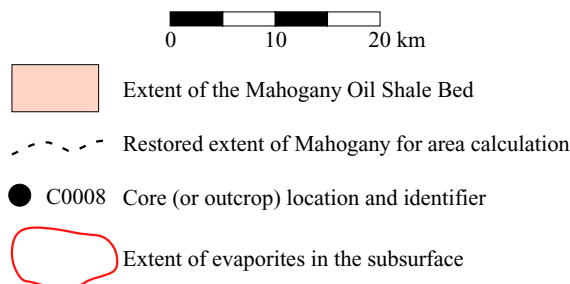 0 10 20 km
Extent of the Mahogany Oil Shale Bed
Restored extent of Mahogany for area calculation
C0008 Core (or outcrop) location and identifier
Extent of evaporites in the subsurface